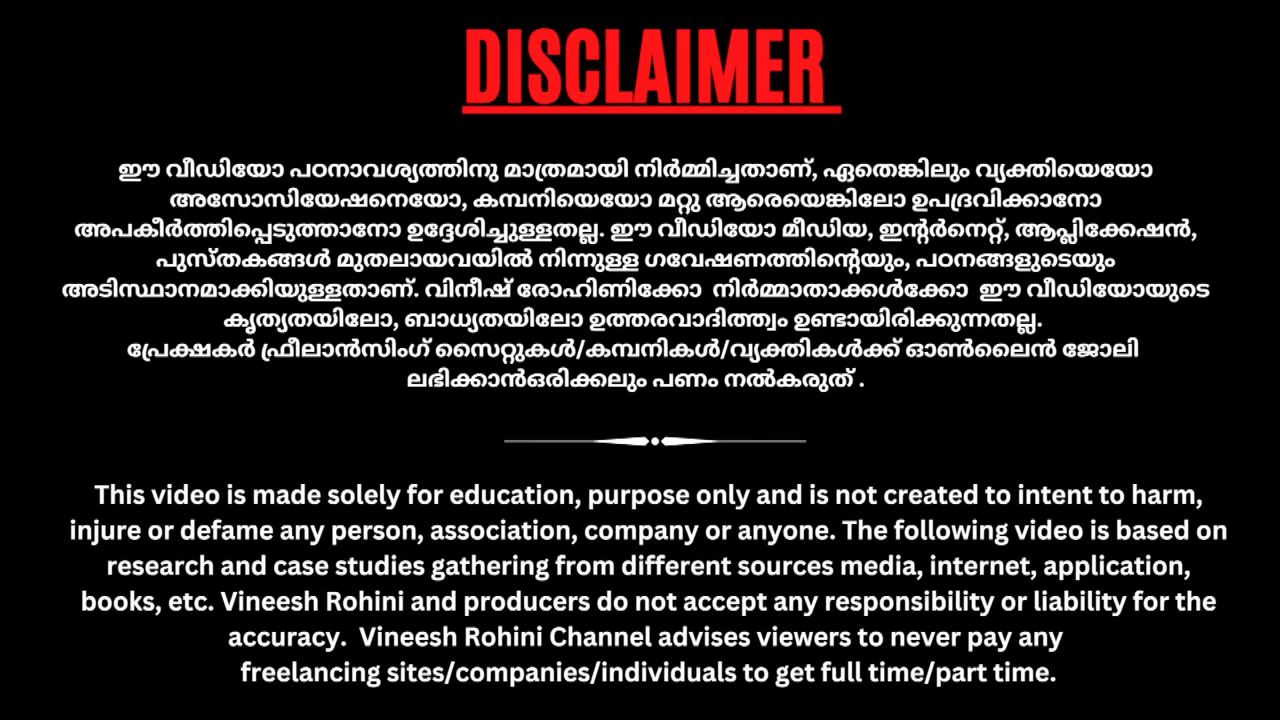 DISCLAIMER
ഈ വീഡിയോ പഠനാവശ്യത്തിനു മാത്രമായി നിർമ്മിച്ചതാണ്, ഏതെങ്കിലും വ്യക്തിയെയോ
അസോസിയേഷനെയോ, കമ്പനിയെയോ മറ്റു ആരെയെങ്കിലോ ഉപദ്രവിക്കാനോ
അപകീർത്തിപ്പെടുത്താനോ ഉദ്ദേശിച്ചുള്ളതല്ല. ഈ വീഡിയോ മീഡിയ, ഇന്റർനെറ്റ്, ആപ്ലിക്കേഷൻ,
പുസ്തകങ്ങൾ മുതലായവയിൽ നിന്നുള്ള ഗവേഷണത്തിന്റെയും, പഠനങ്ങളുടെയും
അടിസ്ഥാനമാക്കിയുള്ളതാണ്. വിനീഷ് രോഹിണിക്കോ  നിർമ്മാതാക്കൾക്കോ  ഈ വീഡിയോയുടെ
കൃത്യതയിലോ, ബാധ്യതയിലോ ഉത്തരവാദിത്ത്വം ഉണ്ടായിരിക്കുന്നതല്ല.
പ്രേക്ഷകർ ഫ്രീലാൻസിംഗ് സൈറ്റുകൾ/കമ്പനികൾ/വ്യക്തികൾക്ക് ഓൺലൈൻ ജോലി
ലഭിക്കാൻഒരിക്കലും പണം നൽകരുത് .
This video is made solely for education, purpose only and is not created to intent to harm,
injure or defame any person, association, company or anyone. The following video is based on
research and case studies gathering from different sources media, internet, application,
books, etc. Vineesh Rohini and producers do not accept any responsibility or liability for the
accuracy.  Vineesh Rohini Channel advises viewers to never pay any
freelancing sites/companies/individuals to get full time/part time.